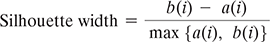 Silhouette width = b(i) − a(i) / max {a(i), b(i)}